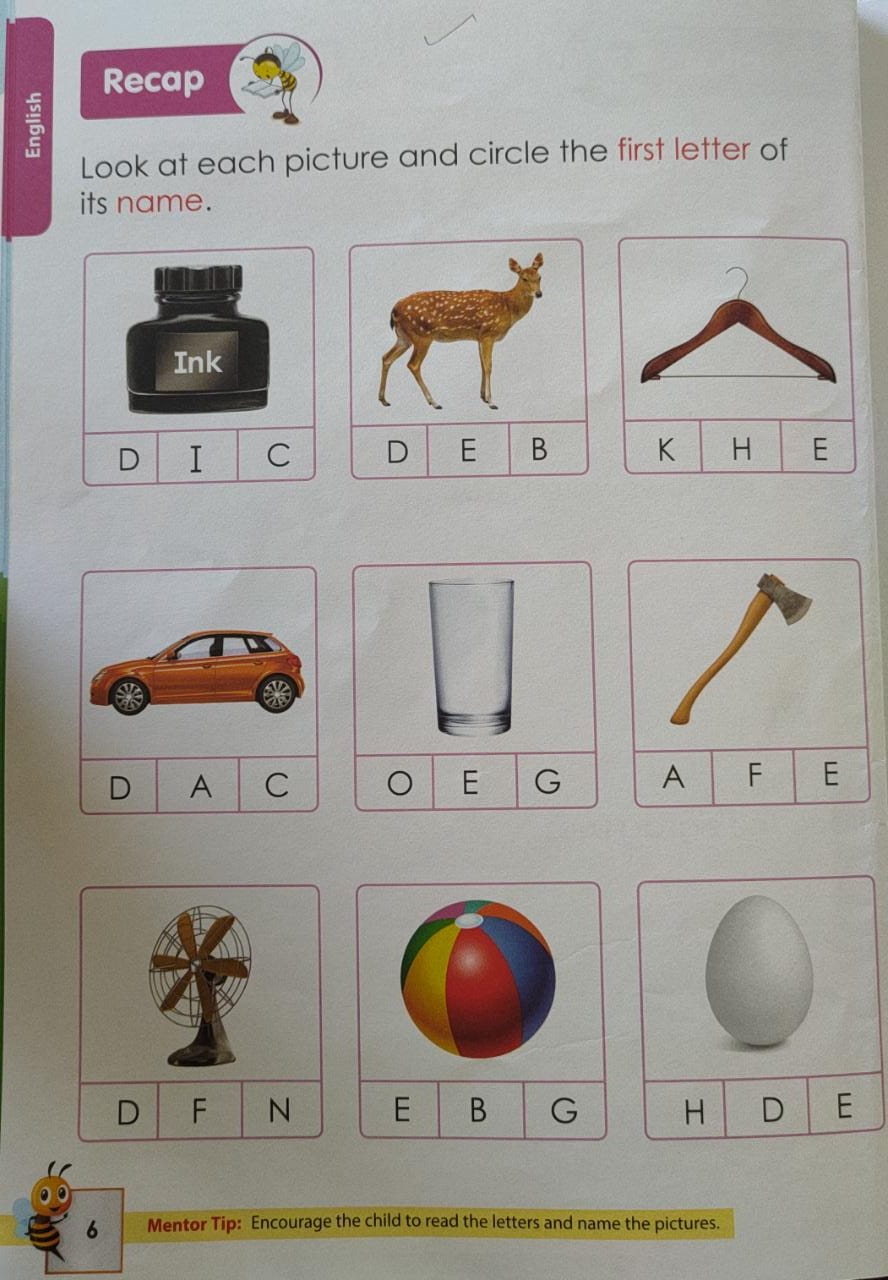 English
Recap
Look at each picture and circle the first letter of
its name.
Ink
D I C
D E B
K H E
D A C
O E G
A F E
D F N
E B G
H D E
6
Mentor Tip: Encourage the child to read the letters and name the pictures.